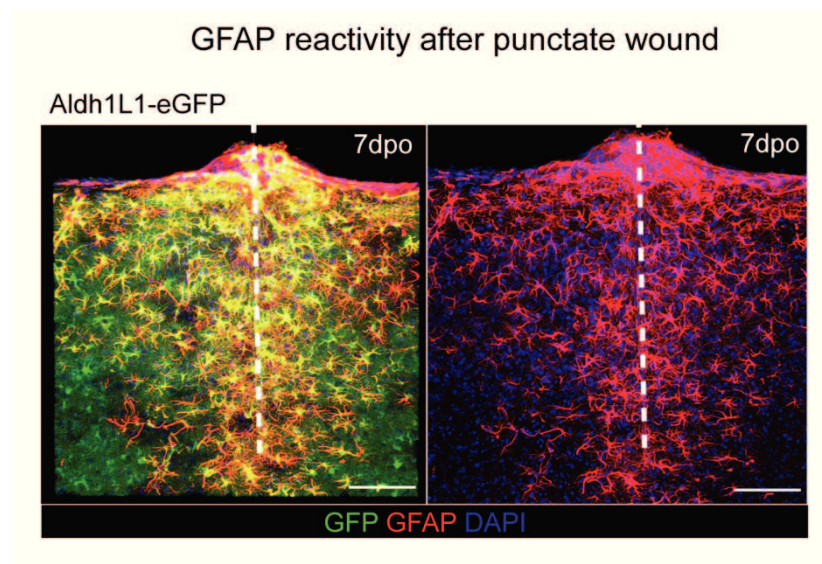 GFAP reactivity after punctate wound
Aldh1L1-eGFP
7dpo
7dpo
GFP GFAP DAPI